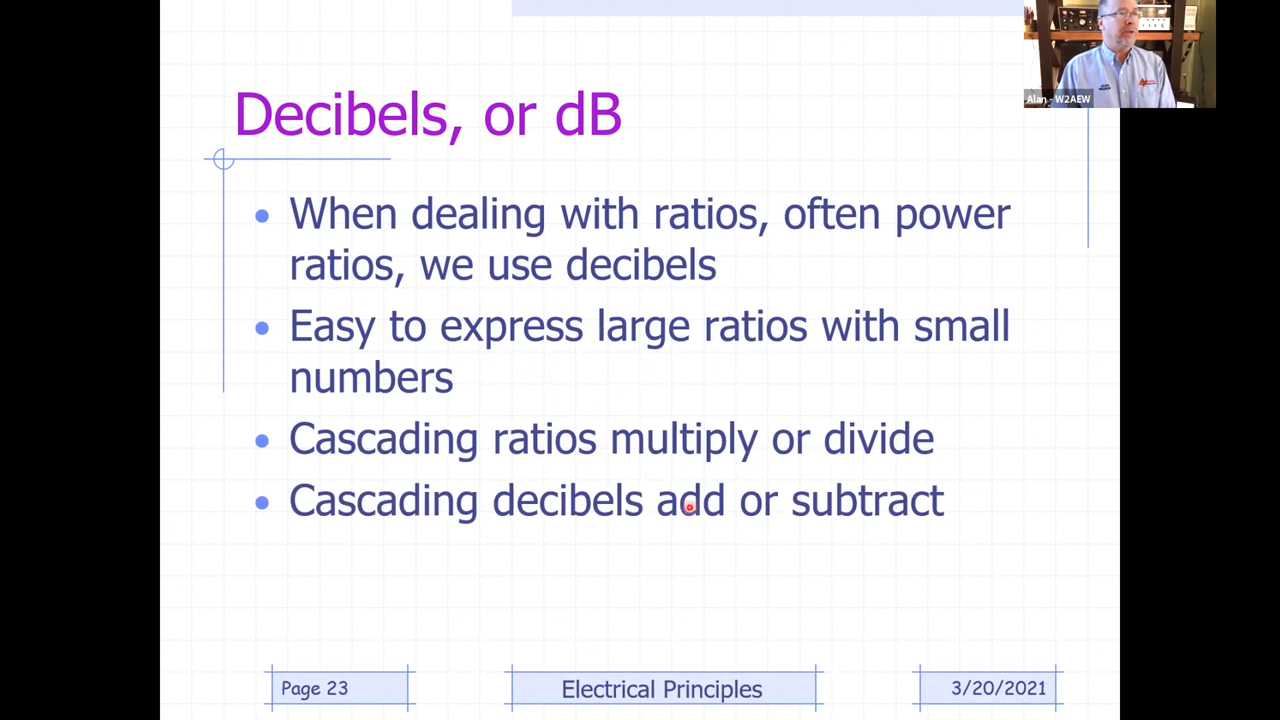 Decibels, or dB
Alan - W2AEW
• When dealing with ratios, often power
ratios, we use decibels
• Easy to express large ratios with small
numbers
• Cascading ratios multiply or divide
• Cascading decibels add or subtract
Page 23
Electrical Principles
3/20/2021